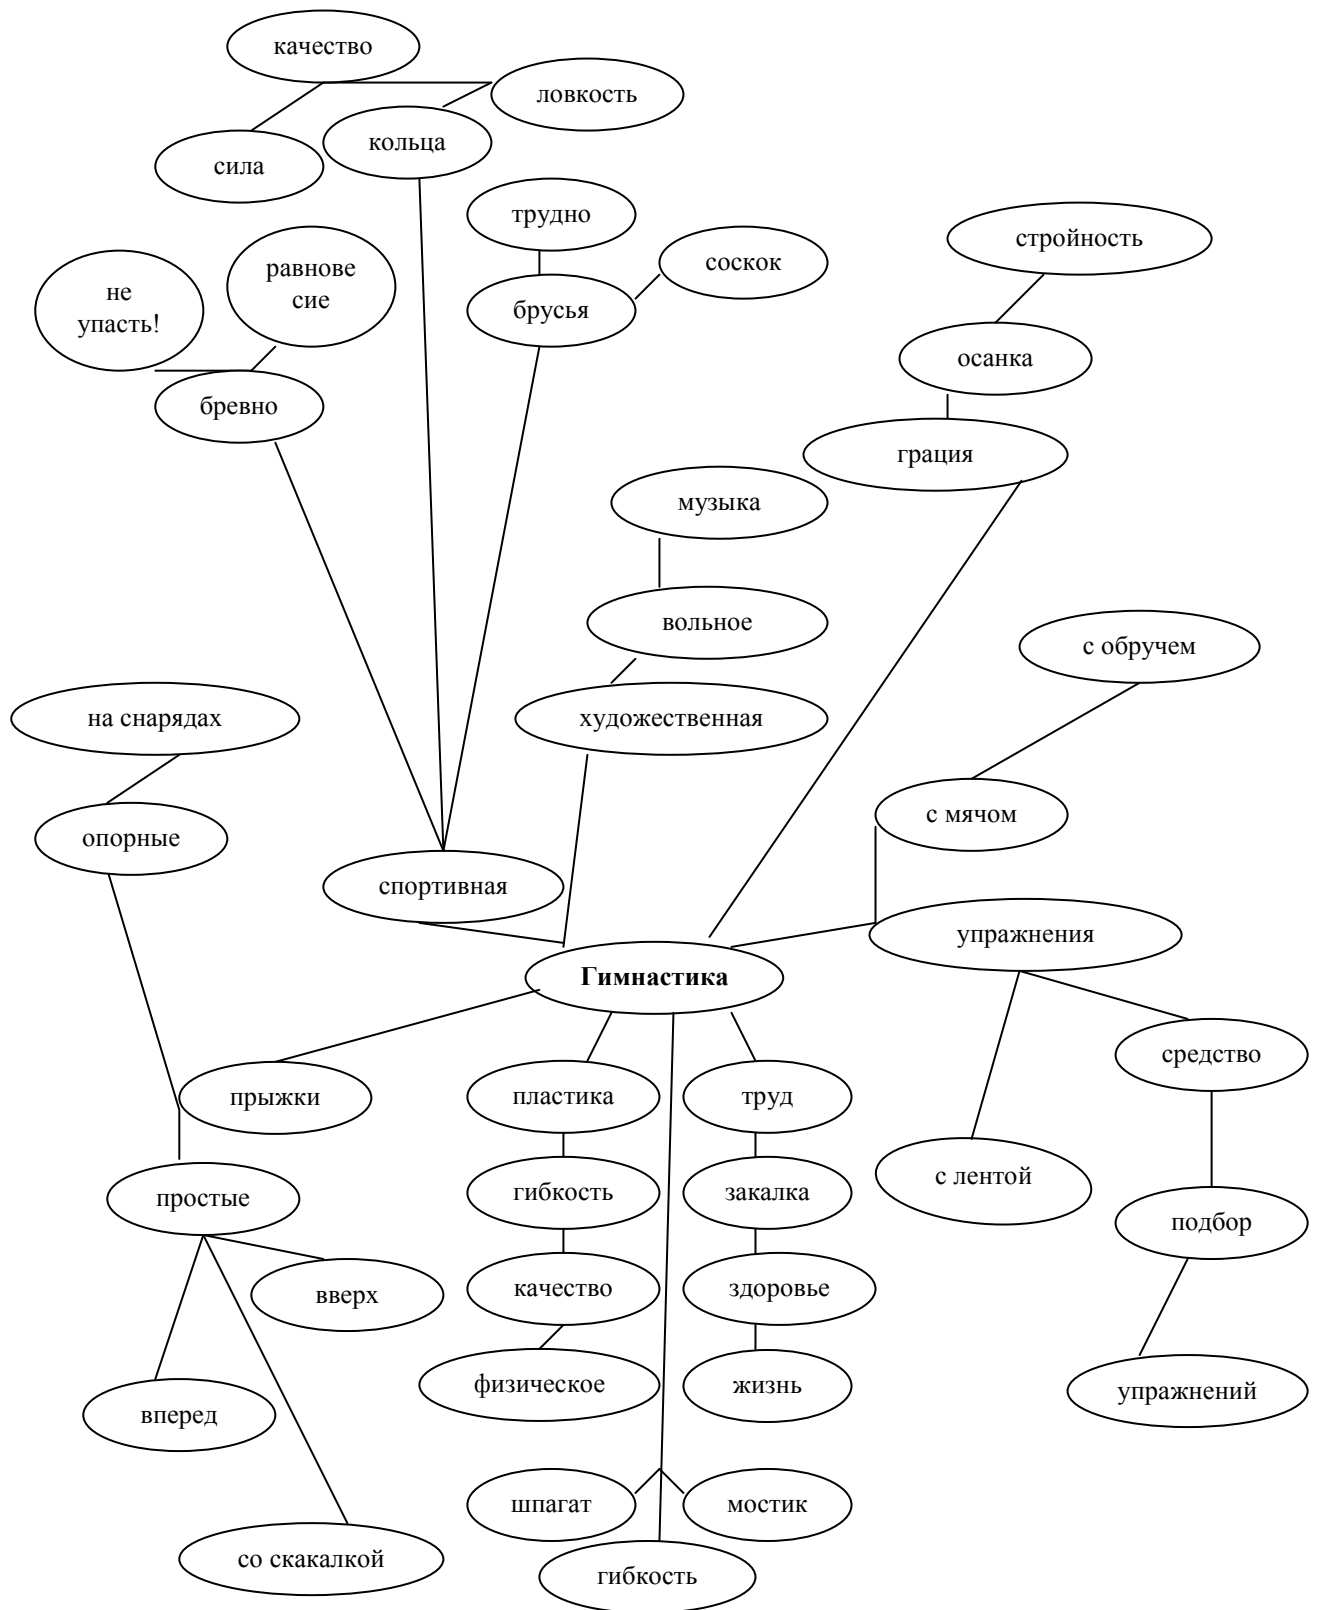 качество
ловкость
кольца
сила
трудно
стройность
соскок
равнове
сие
не
упасть!
брусья
осанка
бревно
грация
музыка
вольное
с обручем
на снарядах
художественная
с мячом
опорные
спортивная
упражнения
Гимнастика
средство
прыжки
пластика
труд
с лентой
гибкость
закалка
простые
подбор
качество
здоровье
вверх
физическое
жизнь
упражнений
вперед
шпагат
мостик
со скакалкой
гибкость